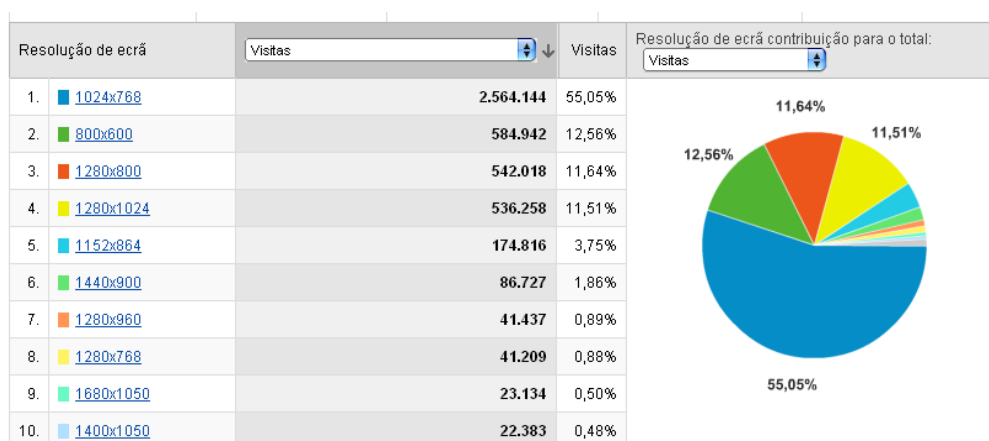 Resolução de ecrã Visitas Visitas Resolução de ecrã contribuição para o total:
Visitas
1. 1024x768 2.564.144 55,05%
2. 800x600 584.942 12,56%
3. 1280x800 542.018 11,64%
4. 1280x1024 536.258 11,51%
5. 1152x864 174.816 3,75%
6. 1440x900 86.727 1,86%
7. 1280x960 41.437 0,89%
8. 1280x768 41.209 0,88%
9. 1680x1050 23.134 0,50%
10. 1400x1050 22.383 0,48%
11,64%
11,51%
12,56%
55,05%